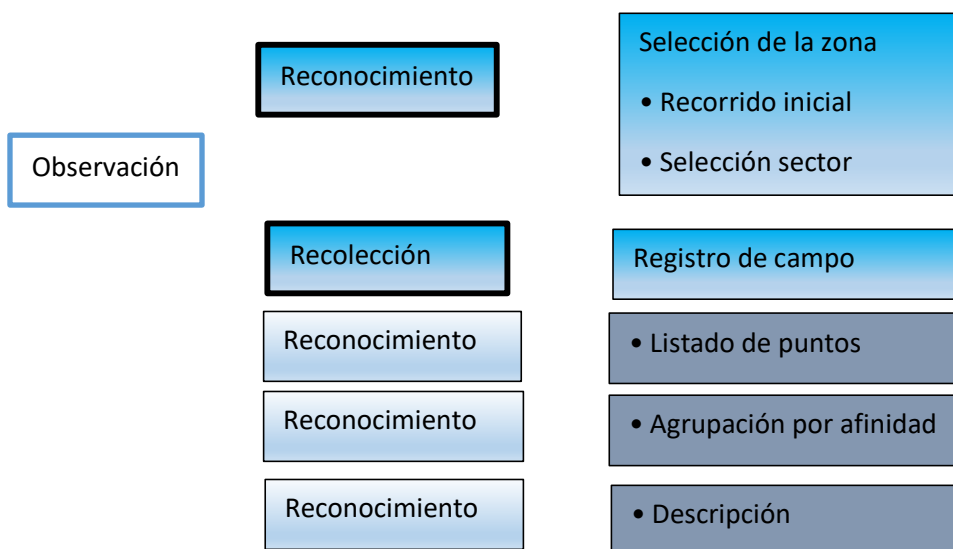 Observación
Reconocimiento
Selección de la zona
• Recorrido inicial
• Selección sector
Recolección
Registro de campo
Reconocimiento
• Listado de puntos
Reconocimiento
• Agrupación por afinidad
Reconocimiento
• Descripción